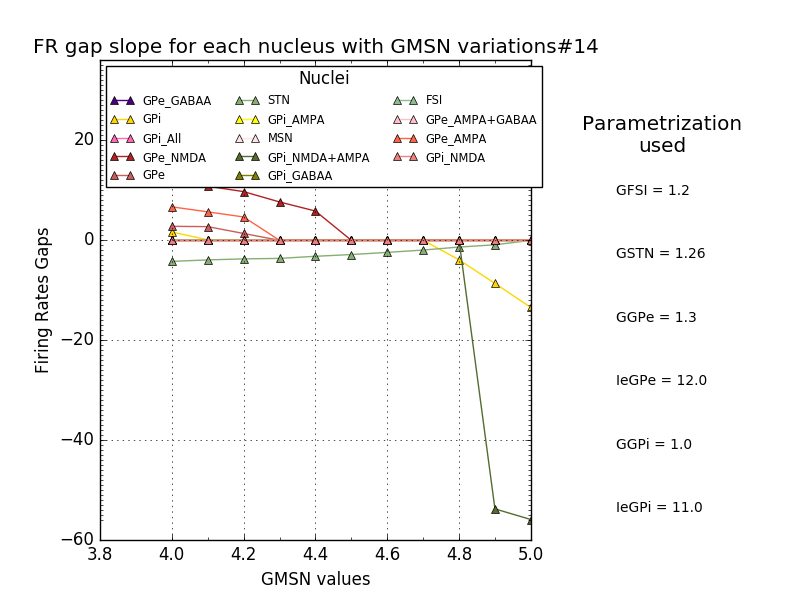 FR gap slope for each nucleus with GMSN variations#14
Nuclei
GPe_GABAA STN FSI
GPi GPi_AMPA GPe_AMPA+GABAA
GPi_All MSN GPe_AMPA
GPe_NMDA GPi_NMDA+AMPA GPi_NMDA
GPe GPi_GABAA
20
0
−20
−40
−60
Firing Rates Gaps
3.8 4.0 4.2 4.4 4.6 4.8 5.0
GMSN values
Parametrization
used
GFSI = 1.2
GSTN = 1.26
GGPe = 1.3
IeGPe = 12.0
GGPi = 1.0
IeGPi = 11.0